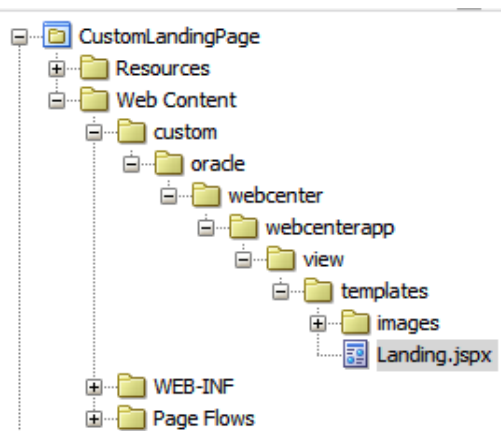 CustomLandingPage
Resources
Web Content
custom
oracle
webcenter
webcenterapp
view
templates
images
Landing.jspx
WEB-INF
Page Flows